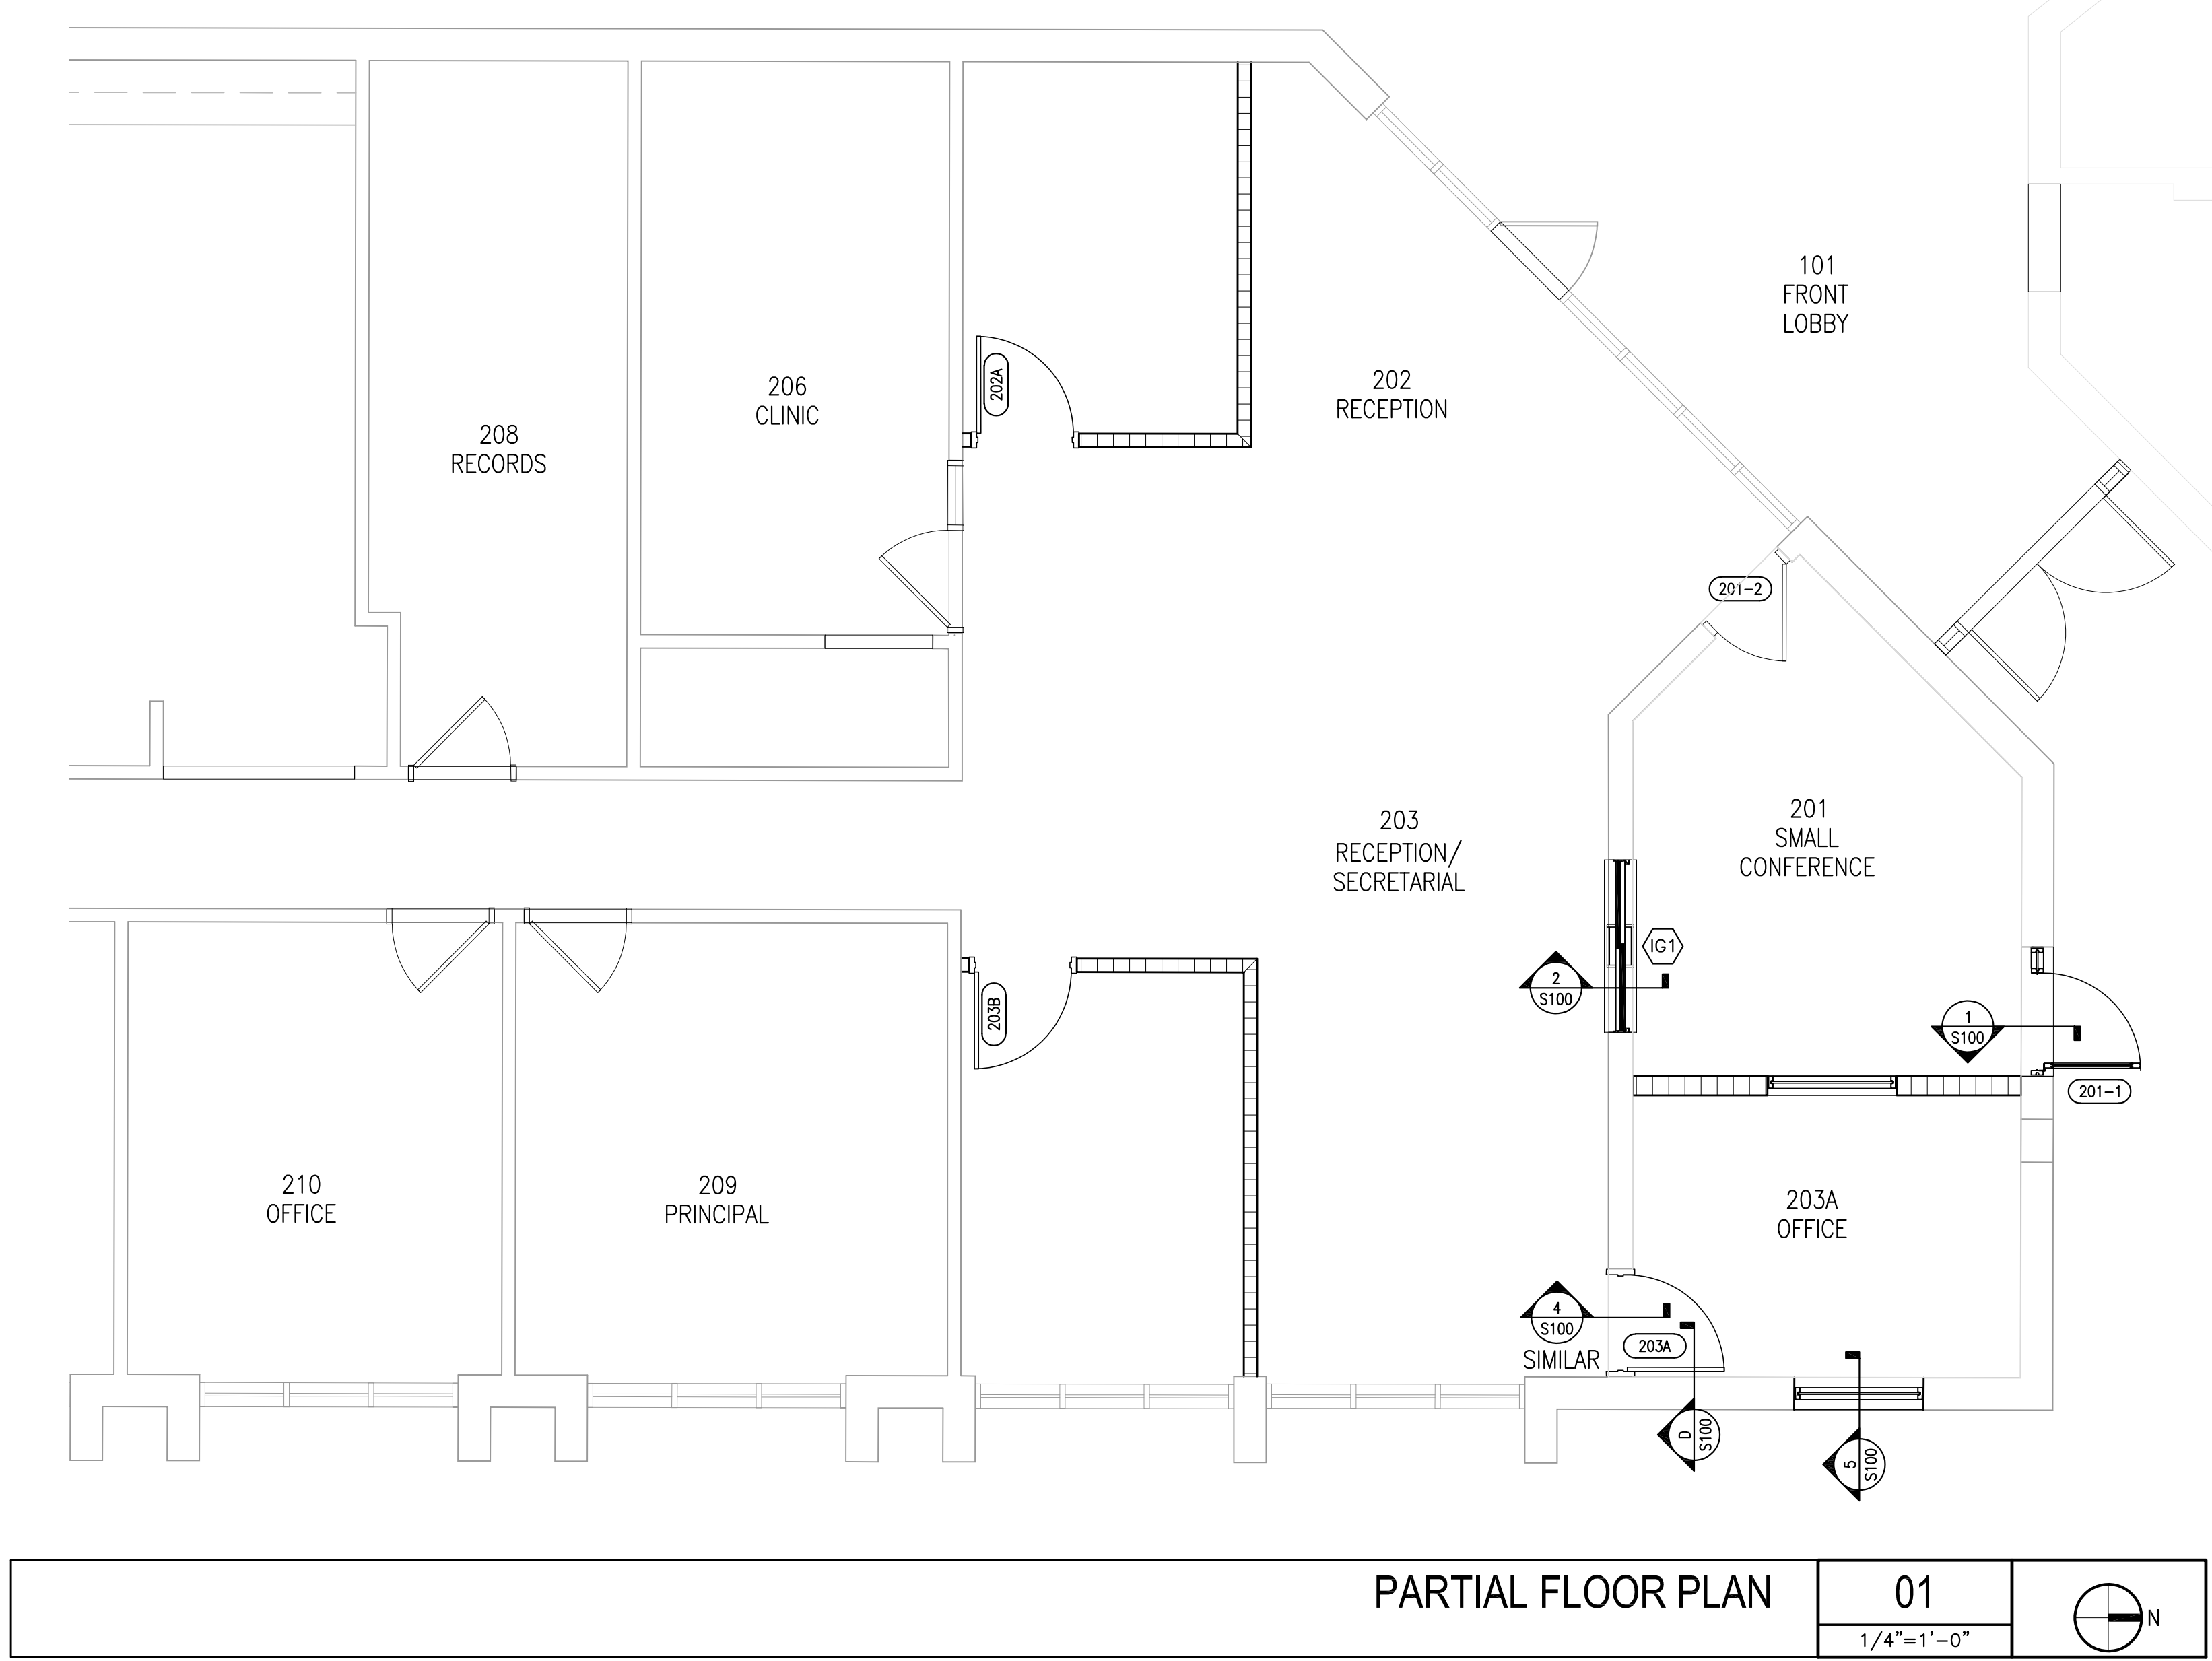 101
FRONT
LOBBY
202
RECEPTION
206
CLINIC
202A
208
RECORDS
201-2
203
RECEPTION/
SECRETARIAL
201
SMALL
CONFERENCE
IG1
2
S100
203B
1
S100
201-1
210
OFFICE
209
PRINCIPAL
203A
OFFICE
4
S100
SIMILAR
203A
D
S100
5
S100
PARTIAL FLOOR PLAN
01
1/4"=1'-0"
N